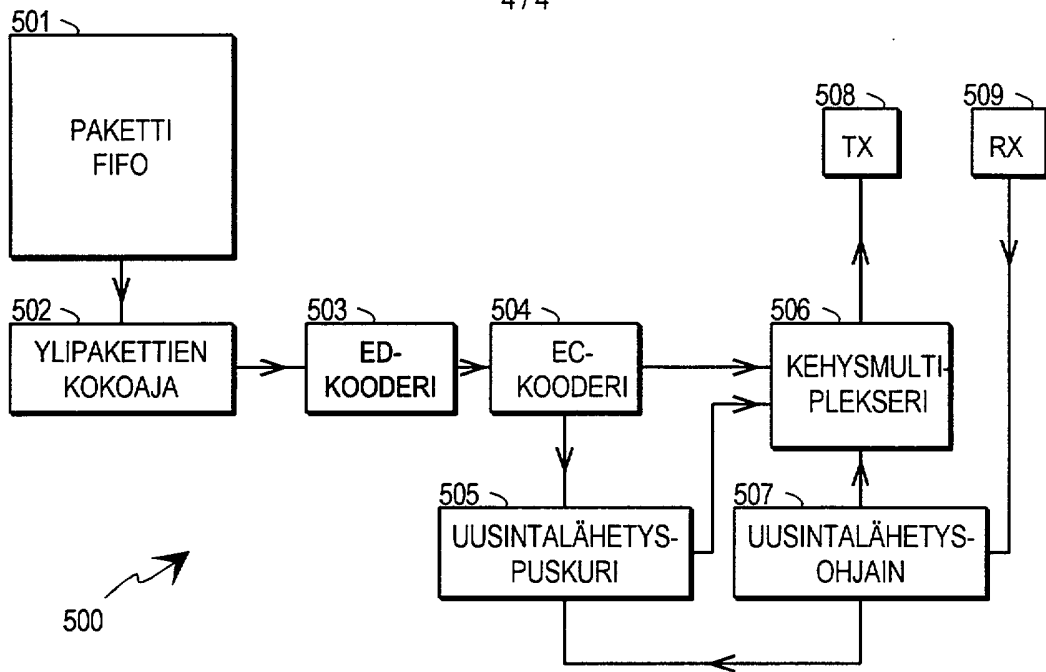 4/4
501
PAKETTI
FIFO
508
TX
509
RX
502
YLIPAKETTIEN
KOKOAJA
503
ED-
KOODERI
504
EC-
KOODERI
506
KEHYSMULTI-
PLEKSERI
505
UUSINTALÄHETYS-
PUSKURI
507
UUSINTALÄHETYS-
OHJAIN
500